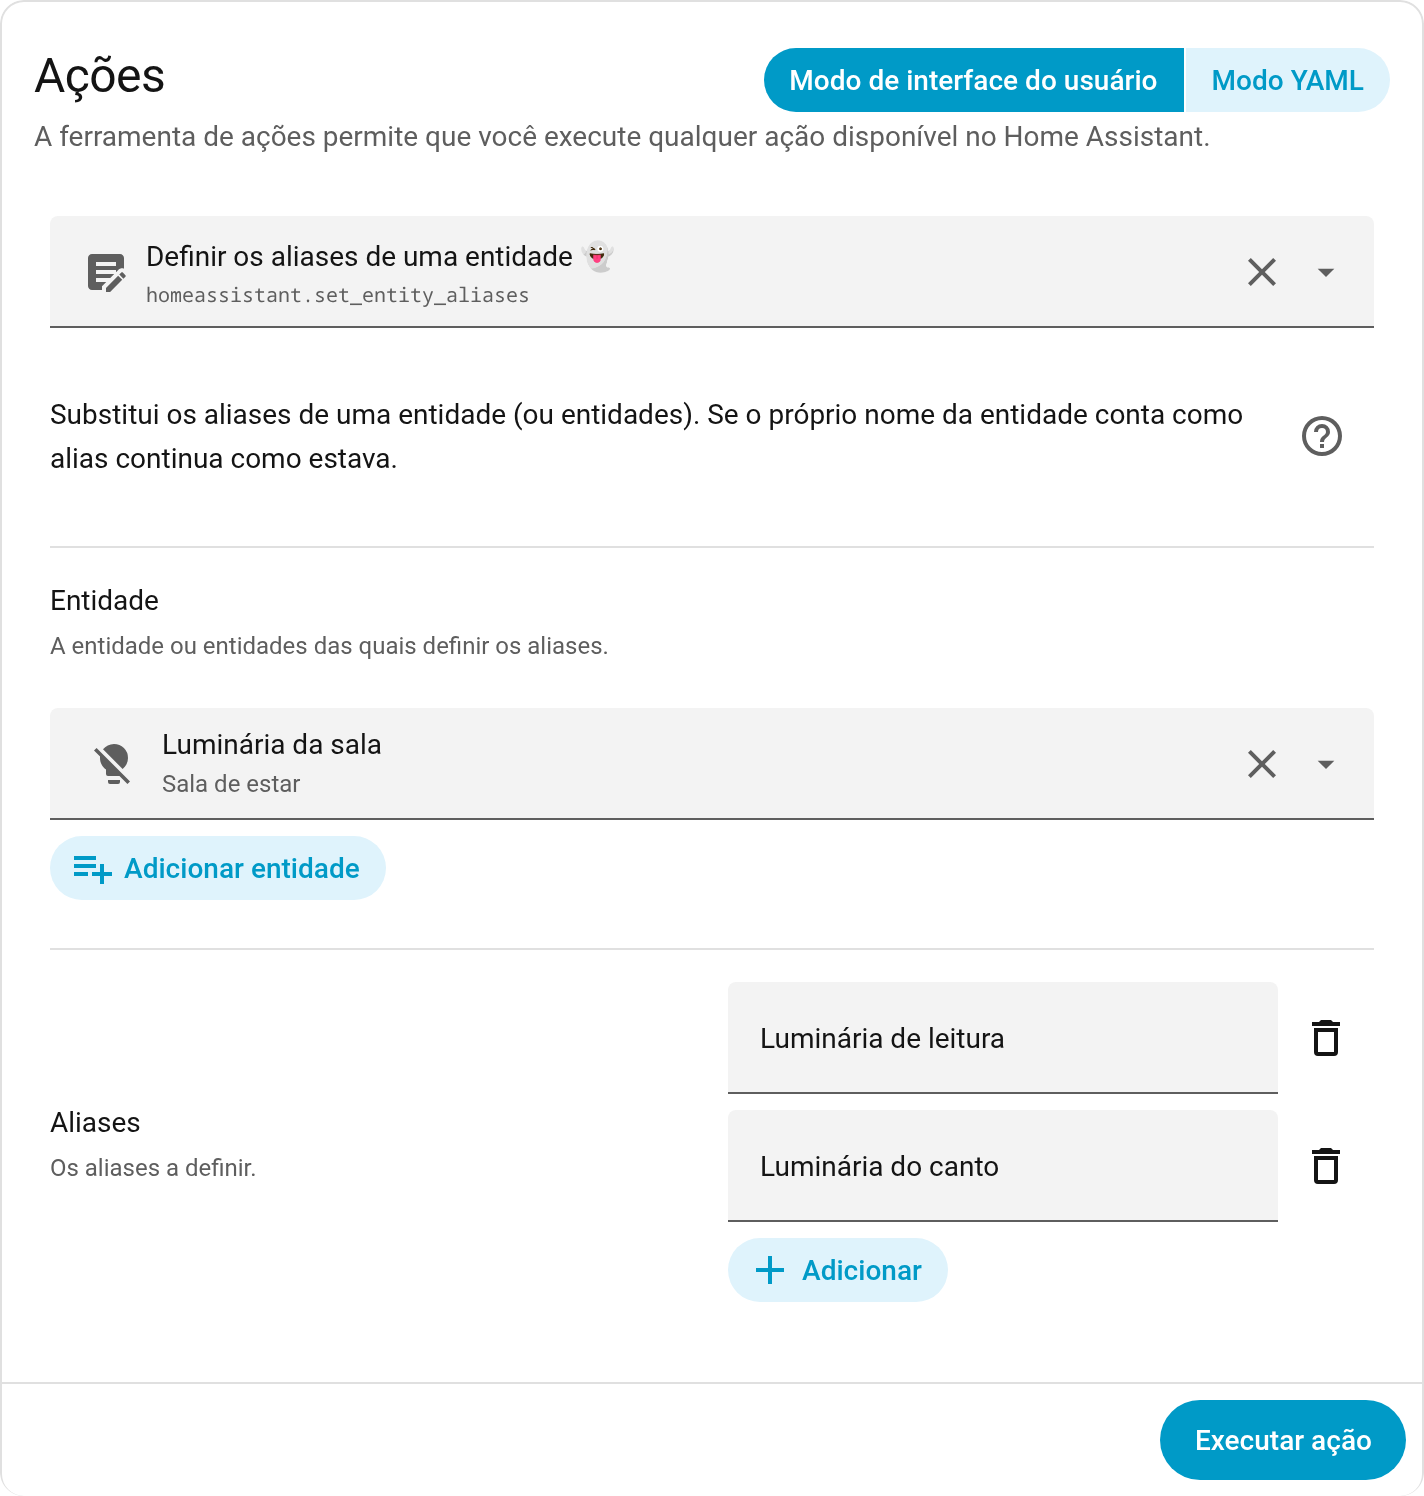 Ações
Modo de interface do usuário
Modo YAML
A ferramenta de ações permite que você execute qualquer ação disponível no Home Assistant.
Definir os aliases de uma entidade 👻
homeassistant.set_entity_aliases
Substitui os aliases de uma entidade (ou entidades). Se o próprio nome da entidade conta como
alias continua como estava.
Entidade
A entidade ou entidades das quais definir os aliases.
Luminária da sala
Sala de estar
Adicionar entidade
Aliases
Os aliases a definir.
Luminária de leitura
Luminária do canto
Adicionar
Executar ação